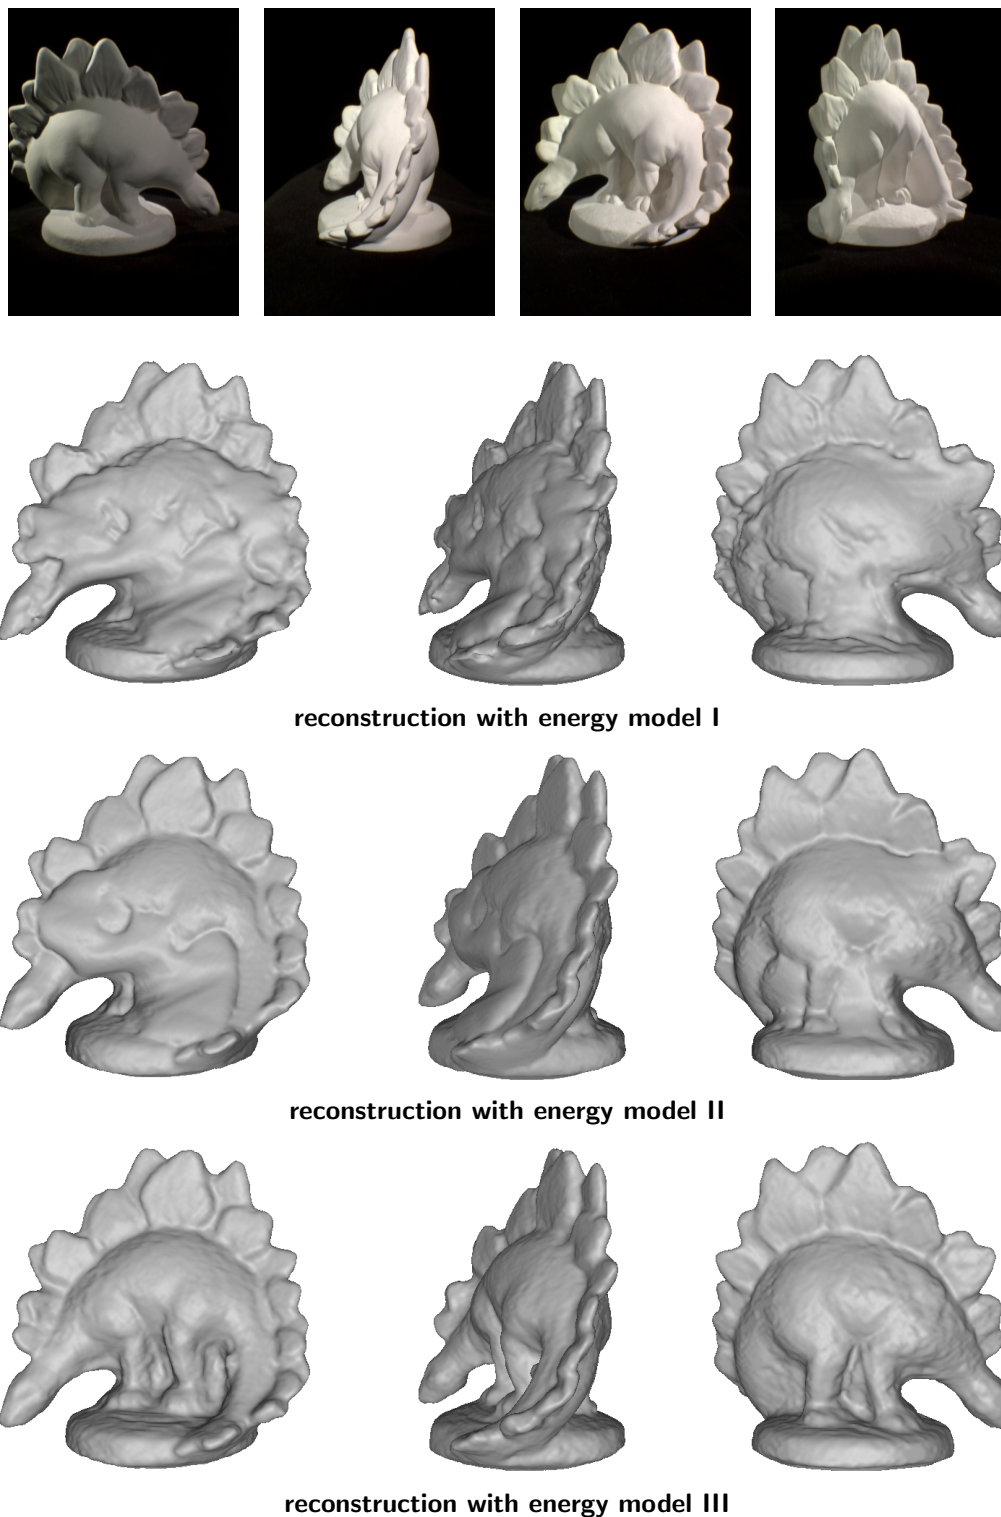 reconstruction with energy model I
reconstruction with energy model II
reconstruction with energy model III